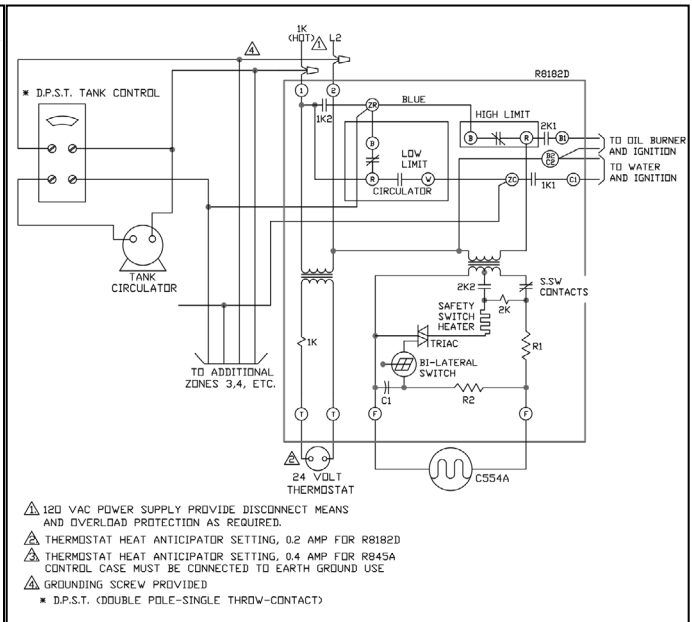 1K
(HOT) 1 L2
4
R8182D
* D.P.S.T. TANK CONTROL
1 2
BLUE
1K2
ZR
HIGH LIMIT
B R 2K1 B1
TO OIL BURNER
AND IGNITION
B2
C2
B
LOW
LIMIT
R W
CIRCULATOR
ZC 1K1 C1
TO WATER
AND IGNITION
TANK
CIRCULATOR
2K2
S.SW
CONTACTS
2K
SAFETY
SWITCH
HEATER
TRIAC
R1
1K
BI-LATERAL
SWITCH
TO ADDITIONAL
ZONES 3,4, ETC.
C1
R2
T T F F
2
24 VOLT
THERMOSTAT
C554A
1 120 VAC POWER SUPPLY PROVIDE DISCONNECT MEANS
AND OVERLOAD PROTECTION AS REQUIRED.
2 THERMOSTAT HEAT ANTICIPATOR SETTING, 0.2 AMP FOR R8182D
3 THERMOSTAT HEAT ANTICIPATOR SETTING, 0.4 AMP FOR R845A
CONTROL CASE MUST BE CONNECTED TO EARTH GROUND USE
4 GROUNDING SCREW PROVIDED
* D.P.S.T. (DOUBLE POLE-SINGLE THROW-CONTACT)